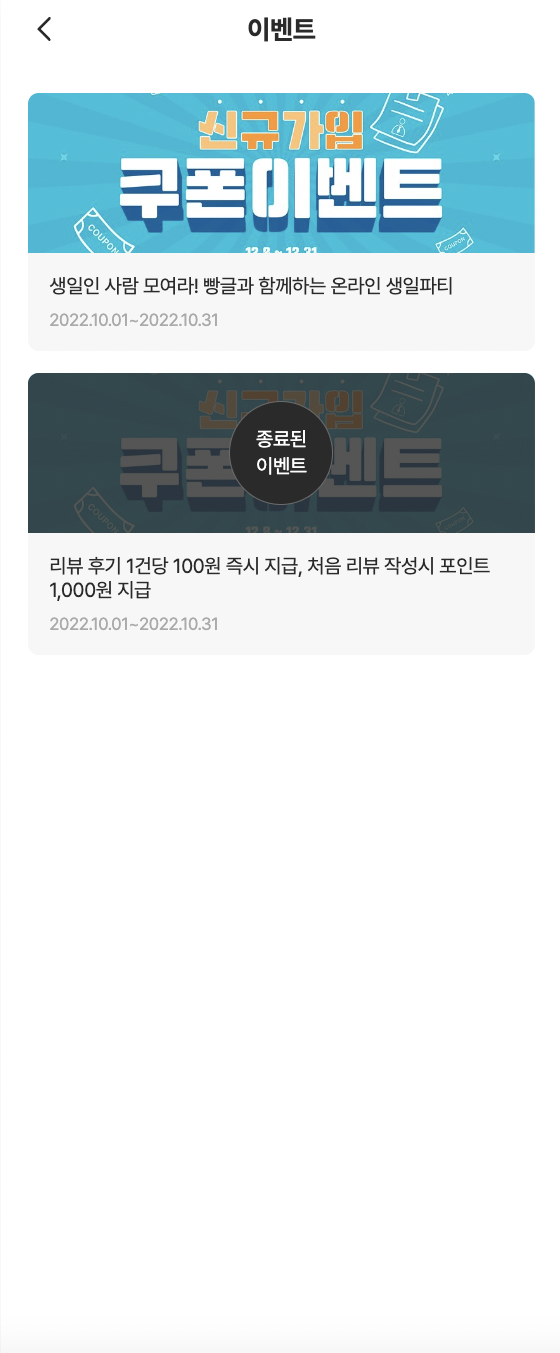 이벤트
신규가입
쿠폰이벤트
COUPON
COUPON
12.8 ~ 12.31
생일인 사람 모여라! 빵글과 함께하는 온라인 생일파티
2022.10.01~2022.10.31
신규가입
쿠폰이벤트
종료된
이벤트
COUPON
12.8 ~ 12.31
리뷰 후기 1건당 100원 즉시 지급, 처음 리뷰 작성시 포인트
1,000원 지급
2022.10.01~2022.10.31